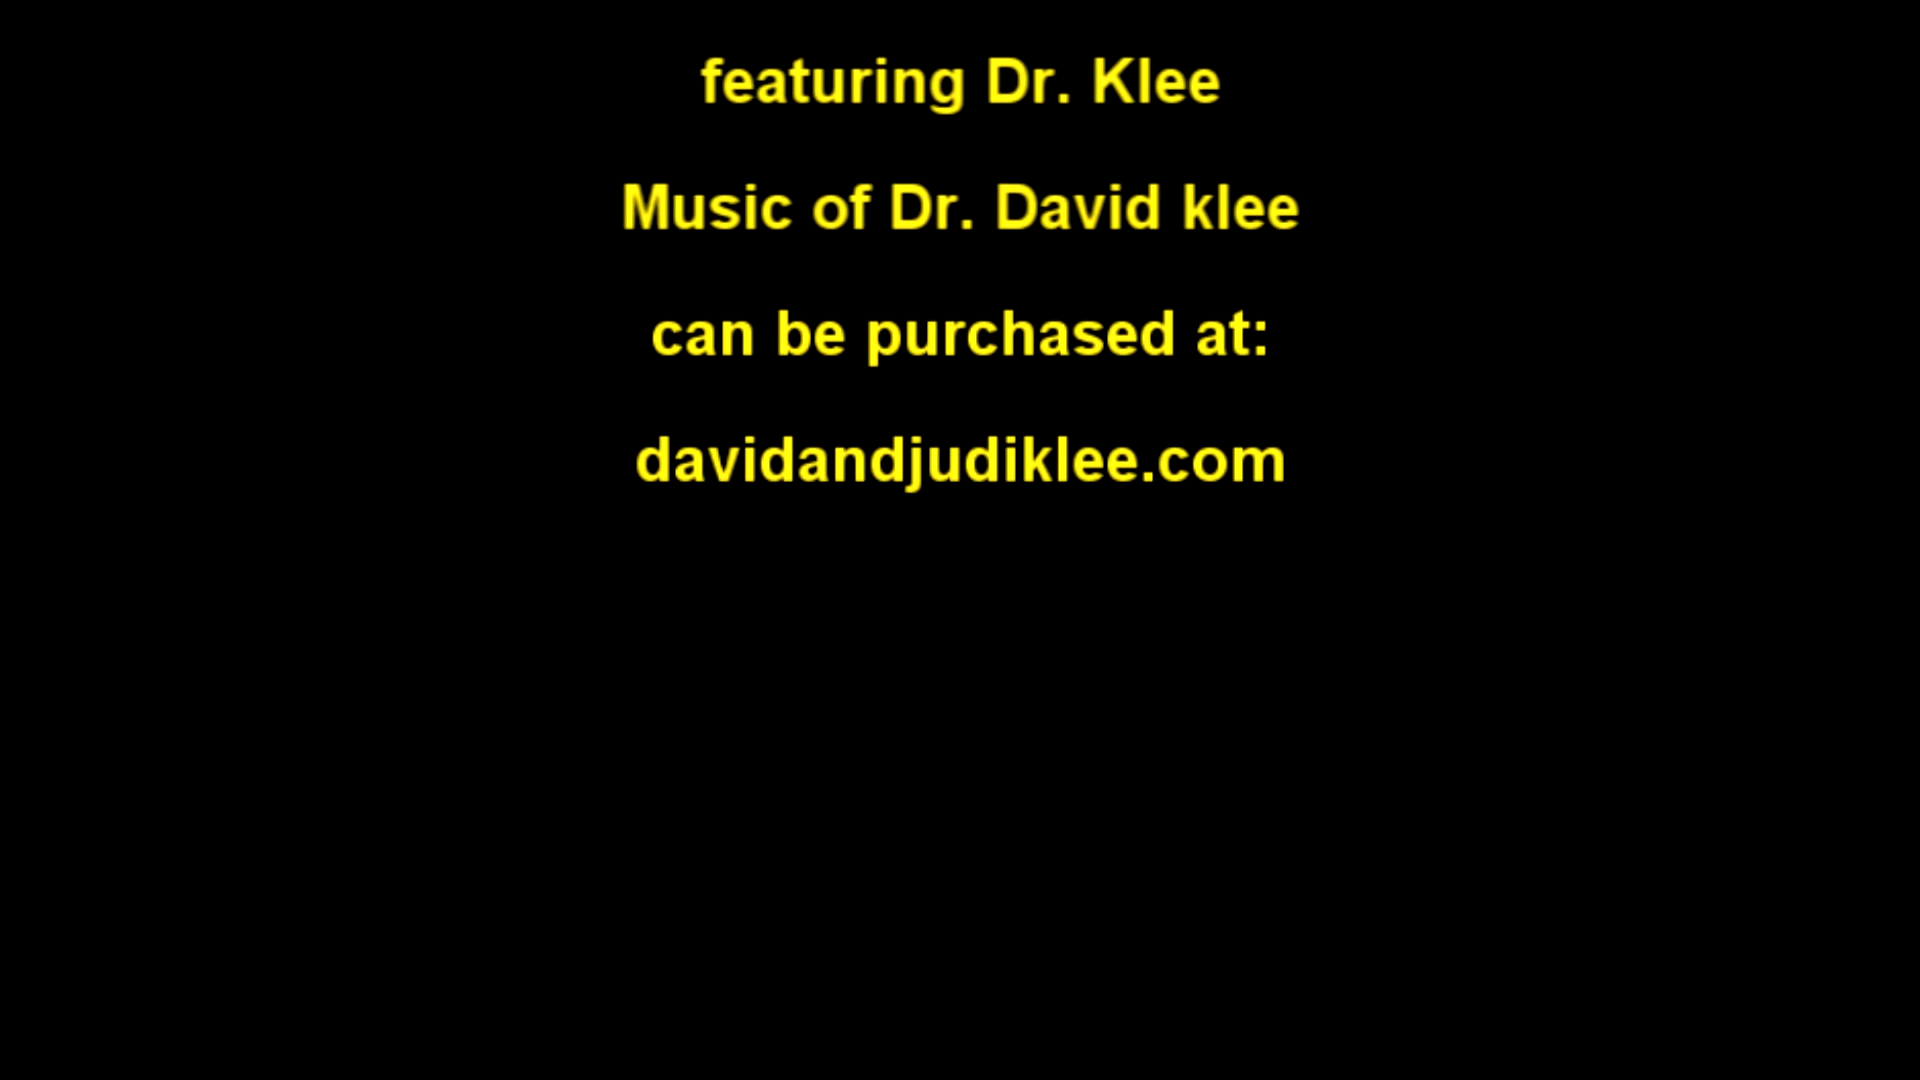 featuring Dr. Klee
Music of Dr. David klee
can be purchased at:
davidandjudiklee.com